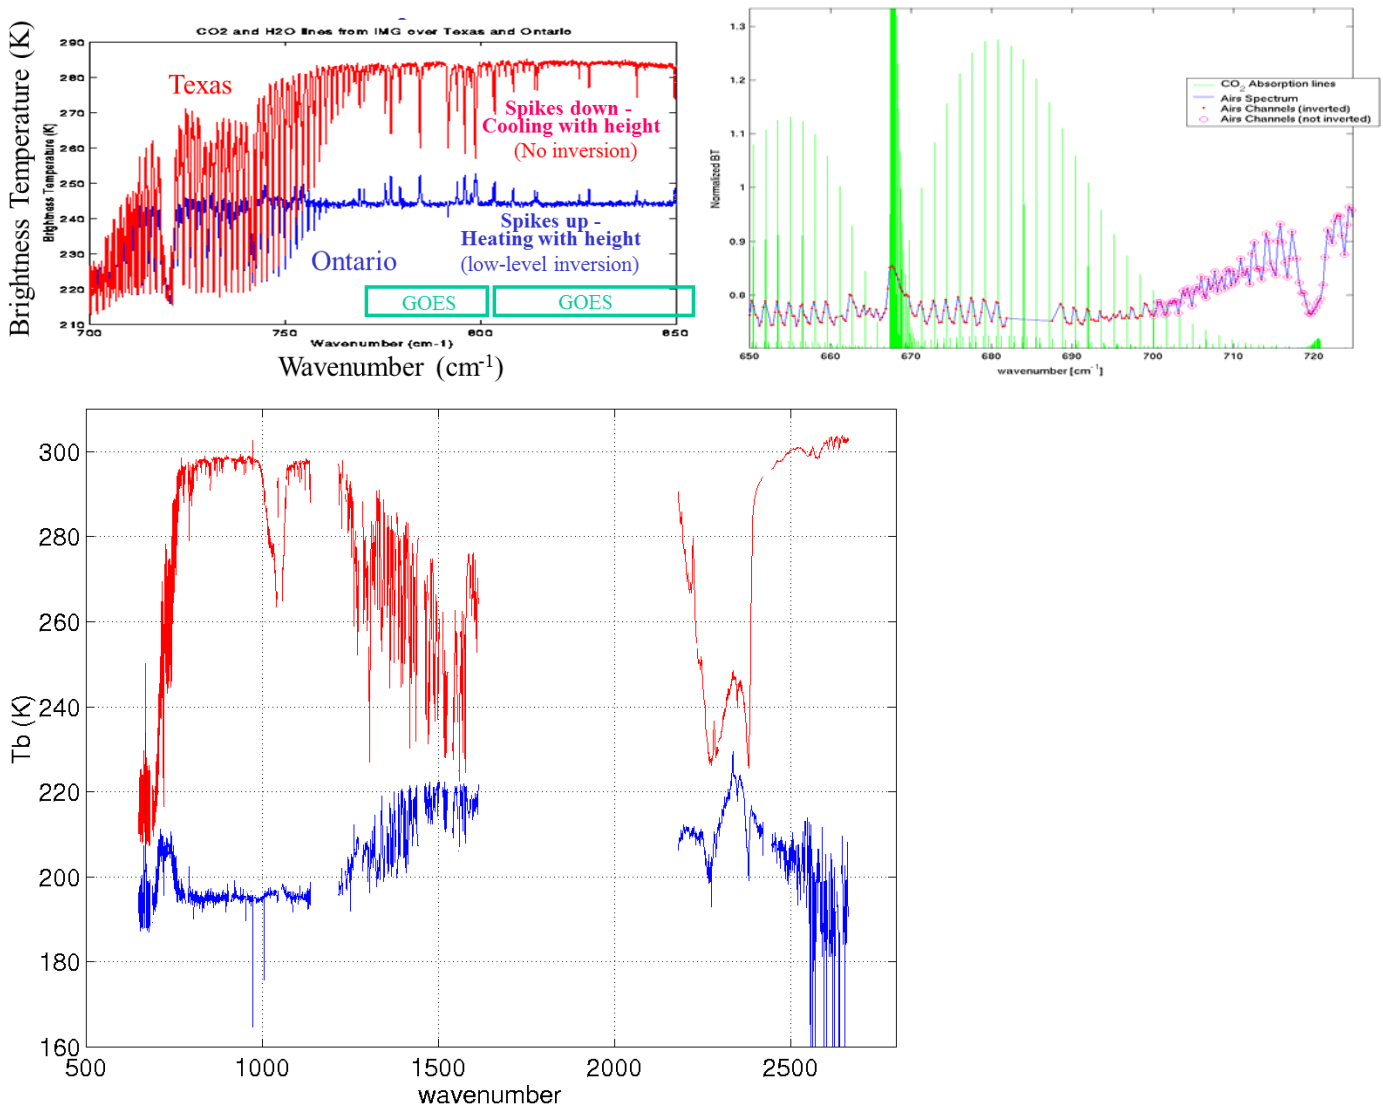 CO2 and H2O lines from IMG over Texas and Ontario
Brightness Temperature (K)
Brightness Temperature (K)
290
280
270
260
250
240
230
220
210
Texas
Spikes down -
Cooling with height
(No inversion)
Spikes up -
Heating with height
(low-level inversion)
Ontario
GOES
GOES
700
750
800
850
Wavenumber (cm-1)
Wavenumber (cm-1)
1.3
1.2
1.1
1
0.9
0.8
Normalized BT
CO2 Absorption lines
Airs Spectrum
Airs Channels (inverted)
Airs Channels (not inverted)
650
660
670
680
690
700
710
720
wavenumber [cm-1]
300
280
260
240
220
200
180
160
Tb (K)
500
1000
1500
2000
2500
wavenumber